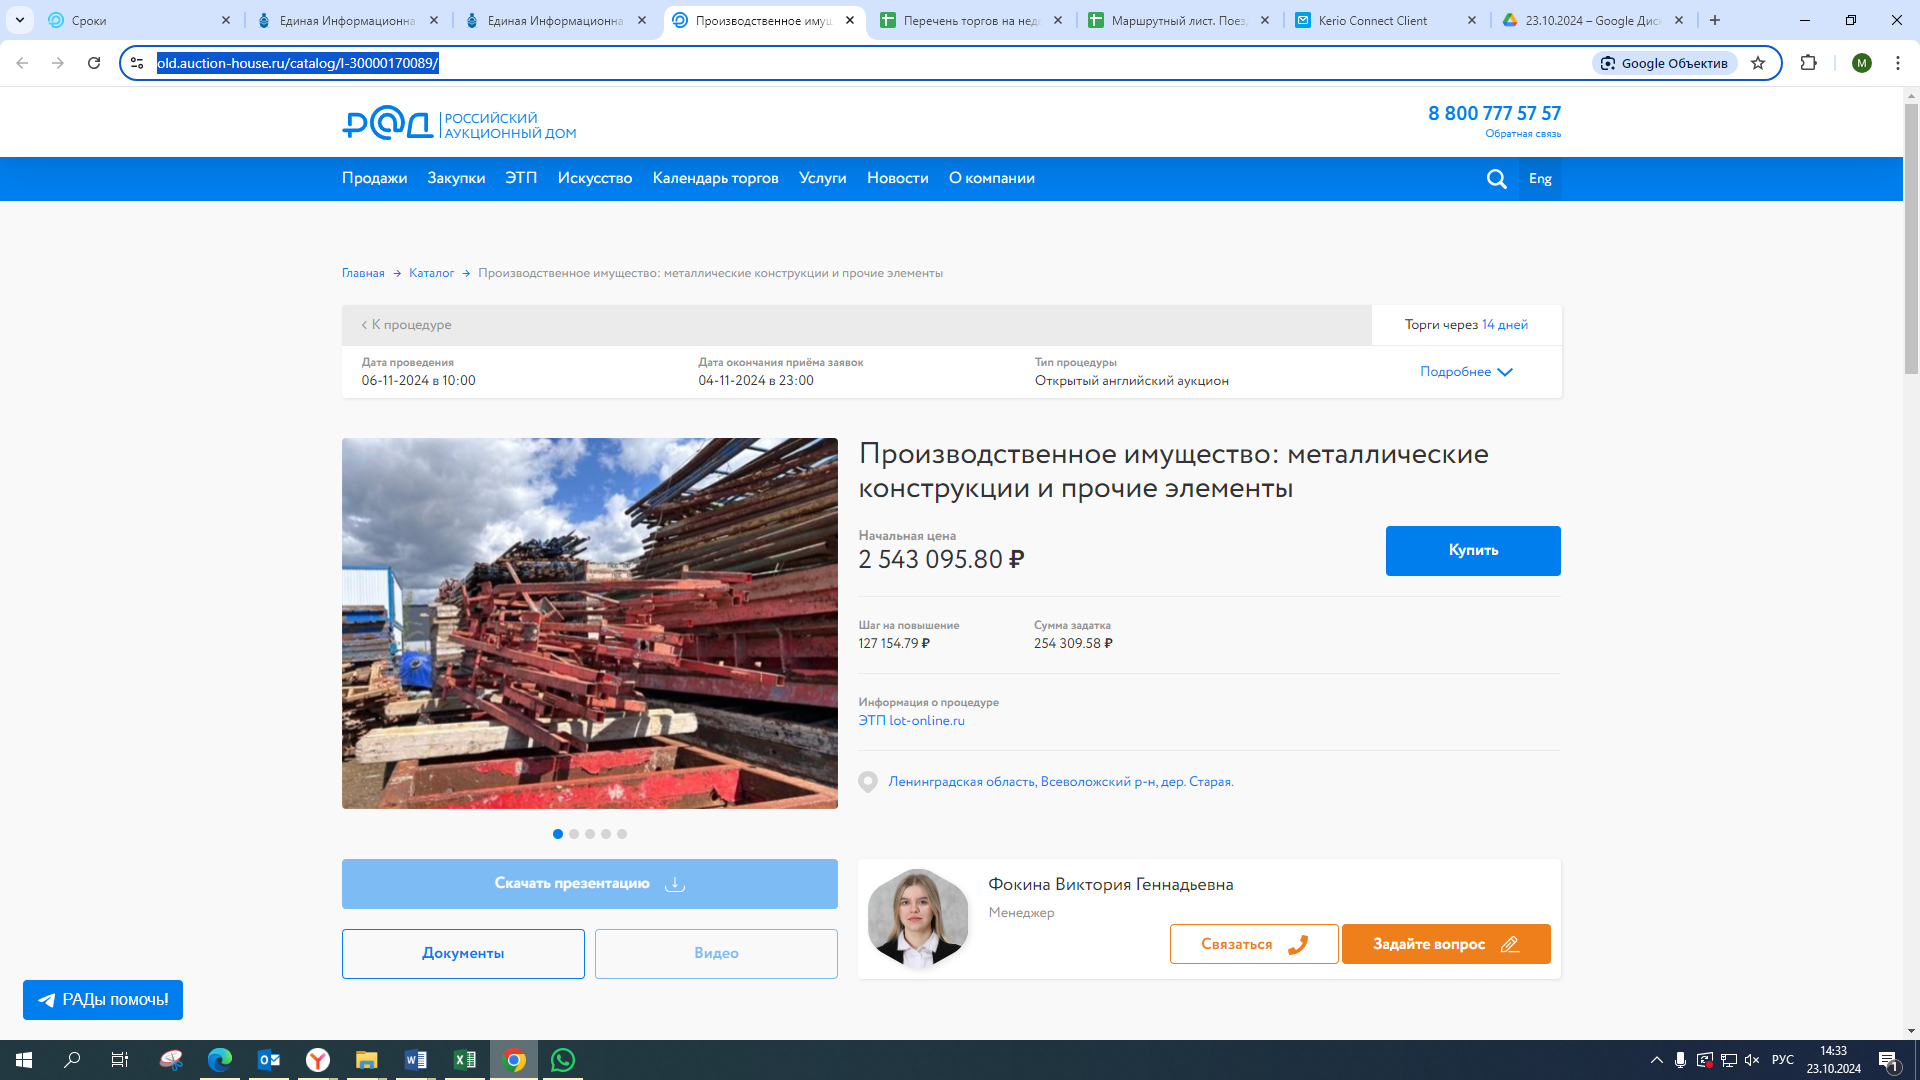 Сроки
Единая Информационна
Единая Информационна
Производственное имущ
Перечень торгов на неде
Маршрутный лист. Поезд
Kerio Connect Client
23.10.2024 – Google Диск
old.auction-house.ru/catalog/l-30000170089/
Google Объектив
M
РАД РОССИЙСКИЙ
АУКЦИОННЫЙ ДОМ
8 800 777 57 57
Обратная связь
Продажи Закупки ЭТП Искусство Календарь торгов Услуги Новости О компании
Eng
Главная → Каталог → Производственное имущество: металлические конструкции и прочие элементы
К процедуре
Торги через 14 дней
Дата проведения
06-11-2024 в 10:00
Дата окончания приёма заявок
04-11-2024 в 23:00
Тип процедуры
Открытый английский аукцион
Подробнее
Производственное имущество: металлические
конструкции и прочие элементы
Начальная цена
2 543 095.80 ₽
Купить
Шаг на повышение
127 154.79 ₽
Сумма задатка
254 309.58 ₽
Информация о процедуре
ЭТП lot-online.ru
Ленинградская область, Всеволожский р-н, дер. Старая.
Скачать презентацию
Документы
Видео
Фокина Виктория Геннадьевна
Менеджер
Связаться
Задайте вопрос
РАДы помочь!
РУС
14:33
23.10.2024
1